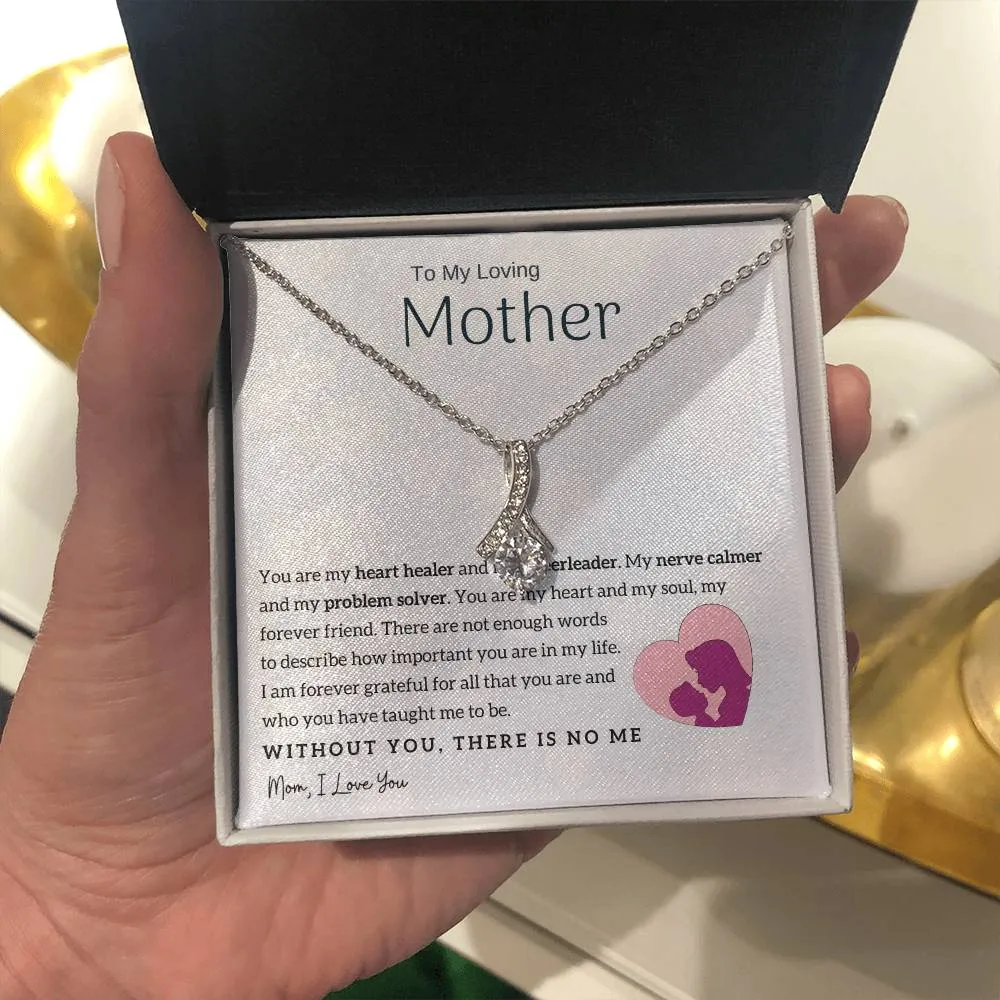 To My Loving
Mother
You are my heart healer and erleader. My nerve calmer
and my problem solver. You are my heart and my soul, my
forever friend. There are not enough words
to describe how important you are in my life.
I am forever grateful for all that you are and
who you have taught me to be.
WITHOUT YOU, THERE IS NO ME
Mom, I Love You